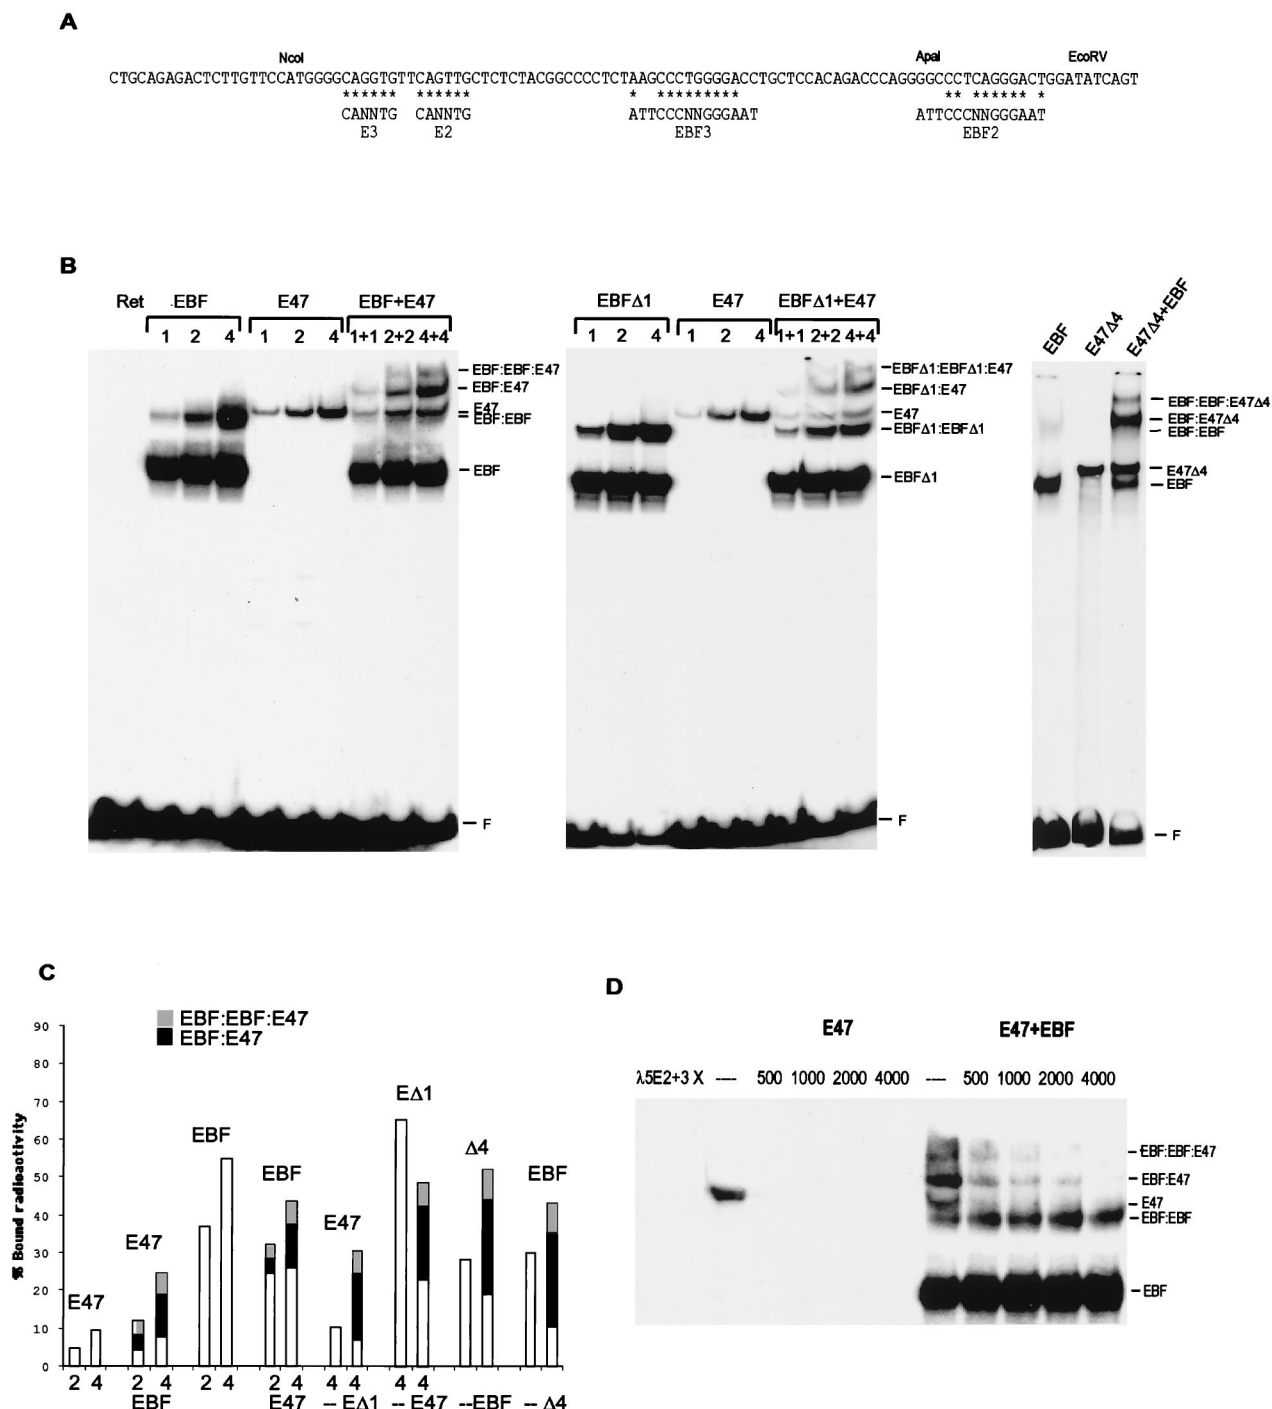 A
NcoI ApaI EcoRV
CTGCAGAGACTCTTGTTCCATGGGGCAGGTGTTCAGTTGCTCTCTACGGCCCCTCTAAGCCCCTGGGGACCTGCTCCACAGACCCAGGGGCCCTCAGGGACTGGATATCAGT
****** ****** * ******** ** ****** *
CANNTG CANNTG ATTCCCNNGGGAAT ATTCCCNNGGGAAT
E3 E2 EBF3 EBF2
B
Ret EBF E47 EBF+E47
1 2 4 1 2 4 1+1 2+2 4+4
EBF:EBF:E47
EBF:E47
E47
EBF:EBF
EBF
F
EBFΔ1 E47 EBFΔ1+E47
1 2 4 1 2 4 1+1 2+2 4+4
EBFΔ1:EBFΔ1:E47
EBFΔ1:E47
E47
EBFΔ1:EBFΔ1
EBFΔ1
F
EBF E47Δ4 E47Δ4+EBF
EBF:EBF:E47Δ4
EBF:E47Δ4
EBF:EBF
E47Δ4
EBF
F
C
EBF:EBF:E47
EBF:E47
% Bound radioactivity
90
80
70
60
50
40
30
20
10
0
E47 E47 EBF EBF E47 EΔ1 Δ4 EBF
2 4 2 4 2 4 2 4 4 4 4 4
EBF E47 -- EΔ1 -- E47 --EBF -- Δ4
D
E47 E47+EBF
λ5E2+3 X ---- 500 1000 2000 4000 ---- 500 1000 2000 4000
EBF:EBF:E47
EBF:E47
E47
EBF:EBF
EBF